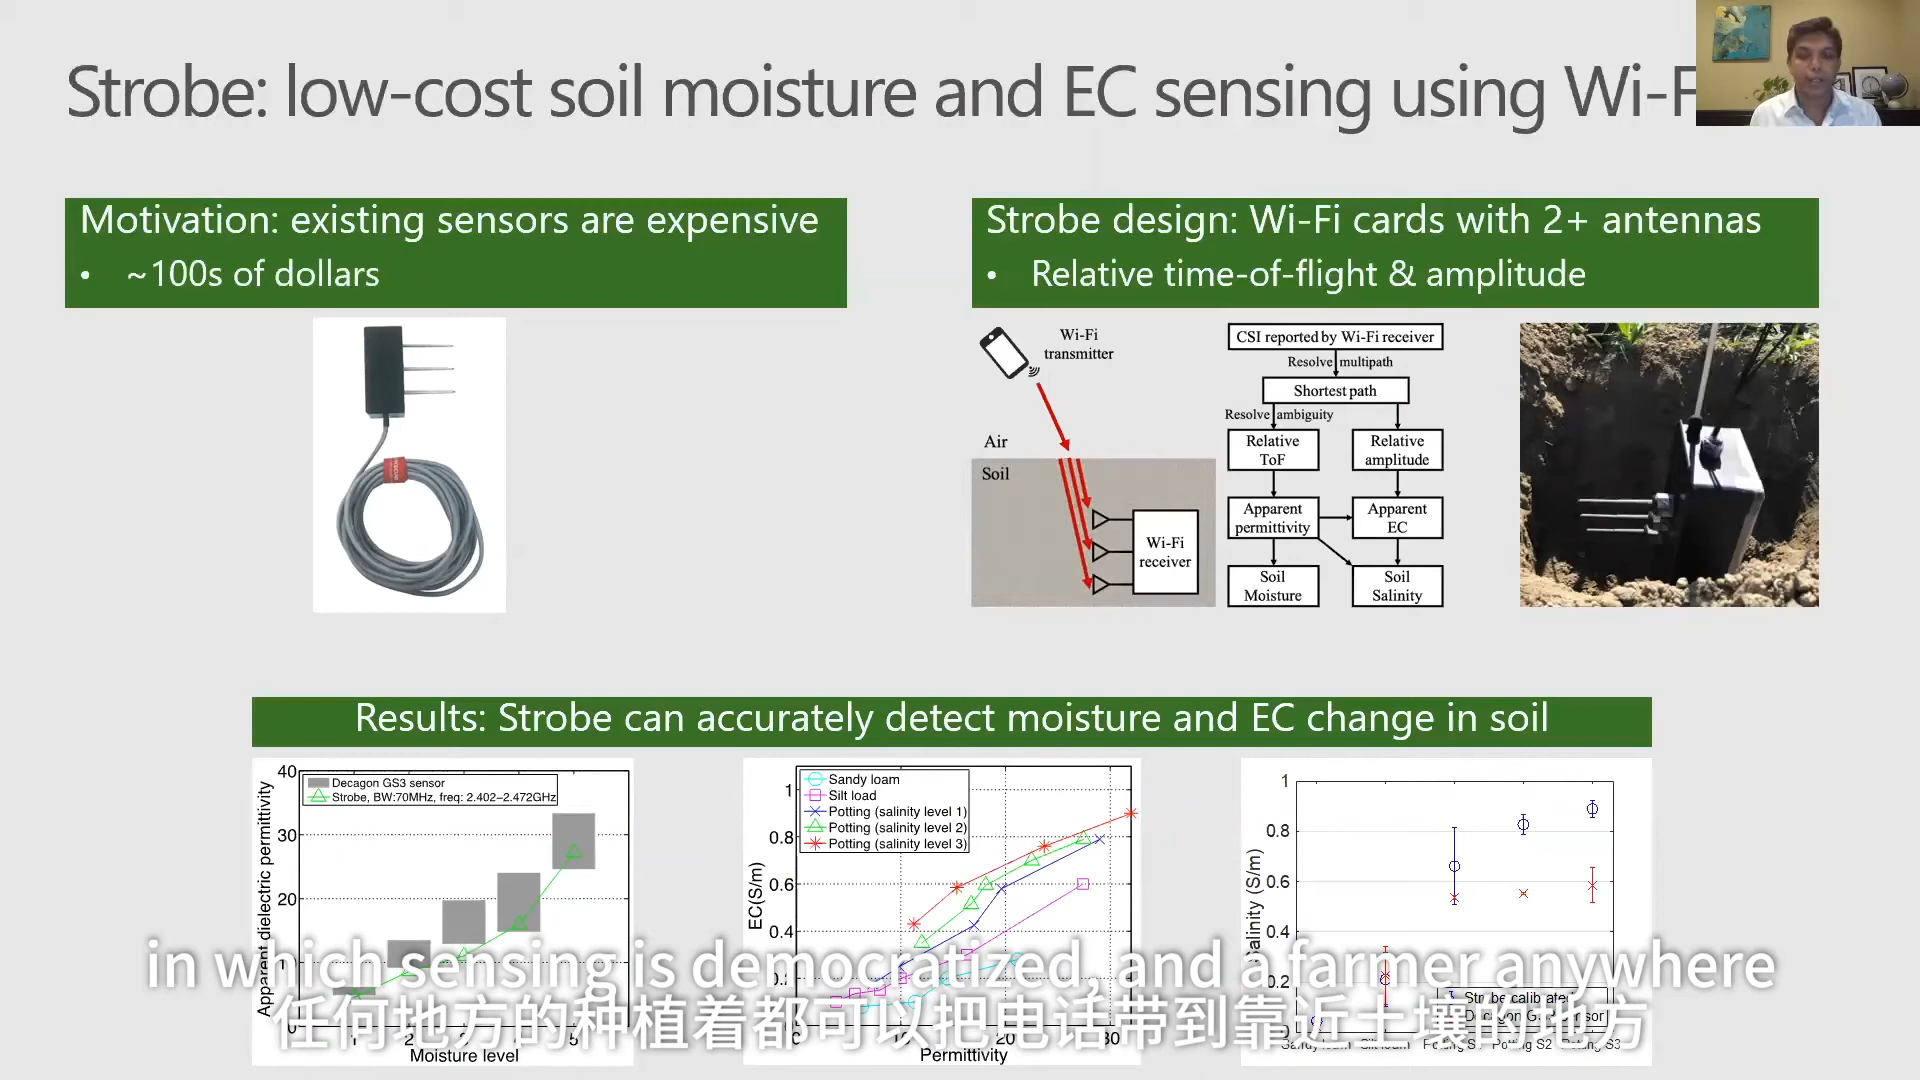 Strobe: low-cost soil moisture and EC sensing using Wi-F
Motivation: existing sensors are expensive
• ~100s of dollars
Strobe design: Wi-Fi cards with 2+ antennas
• Relative time-of-flight & amplitude
Wi-Fi
transmitter
Air
Soil
Wi-Fi
receiver
CSI reported by Wi-Fi receiver
Resolve multipath
Shortest path
Resolve ambiguity
Relative
ToF
Relative
amplitude
Apparent
permittivity
Apparent
EC
Soil
Moisture
Soil
Salinity
Results: Strobe can accurately detect moisture and EC change in soil
Decagon GS3 sensor
Strobe, BW:70MHz, freq: 2.402-2.472GHz
Apparent dielectric permittivity
40
30
20
Moisture level
Sandy loam
Silt load
Potting (salinity level 1)
Potting (salinity level 2)
Potting (salinity level 3)
EC(S/m)
1
0.8
0.6
0.4
Permittivity
Salinity (S/m)
1
0.8
0.6
0.4
0.2
Strobe calibrated
in which sensing is democratized, and a farmer anywhere
任何地方的种植着都可以把电话带到靠近土壤的地方